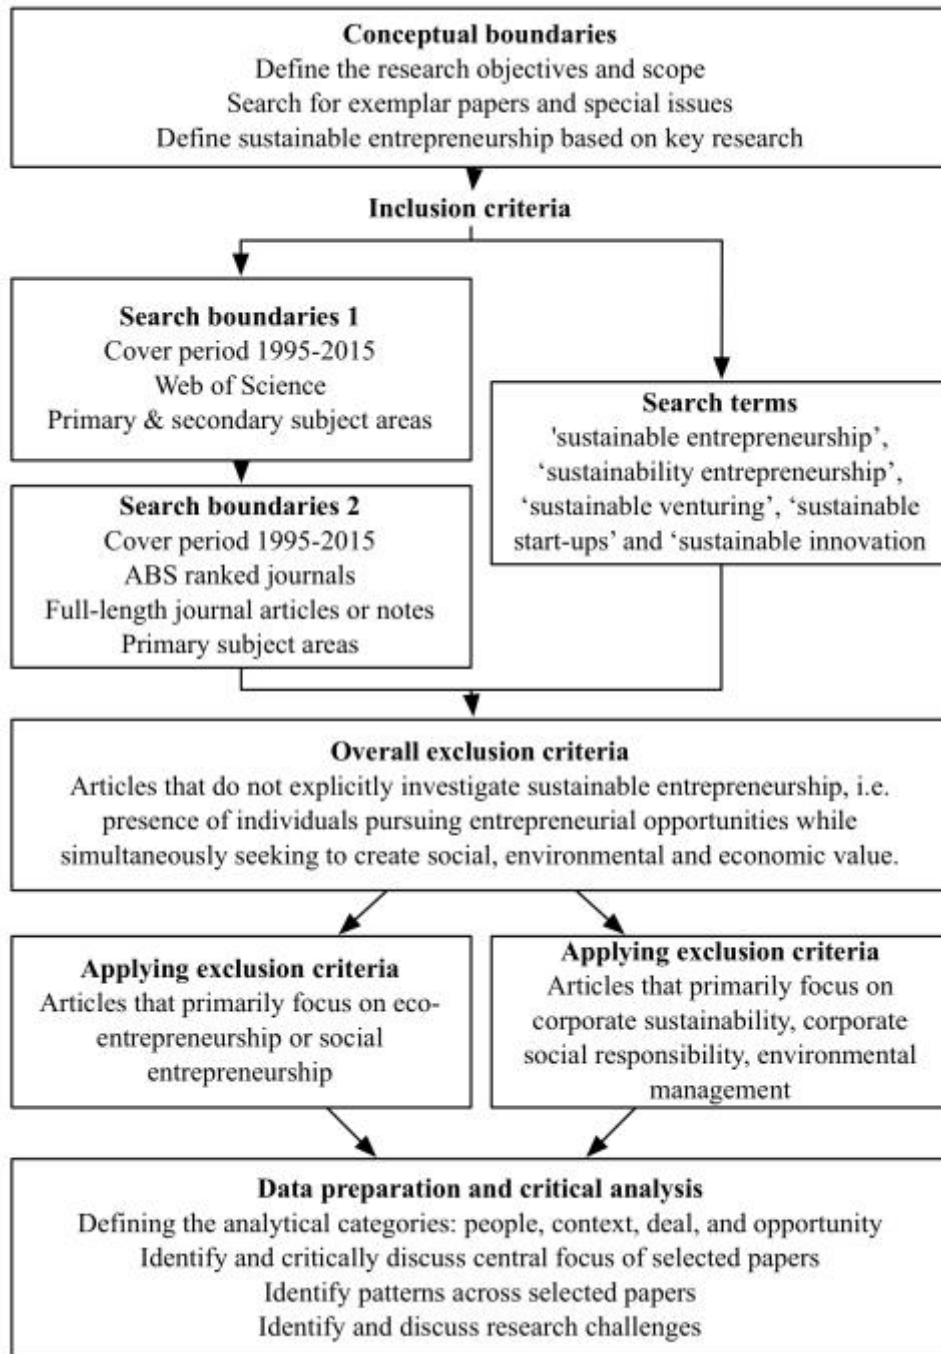 Conceptual boundaries
Define the research objectives and scope
Search for exemplar papers and special issues
Define sustainable entrepreneurship based on key research
Inclusion criteria
Search boundaries 1
Cover period 1995-2015
Web of Science
Primary & secondary subject areas
Search boundaries 2
Cover period 1995-2015
ABS ranked journals
Full-length journal articles or notes
Primary subject areas
Search terms
'sustainable entrepreneurship’,
‘sustainability entrepreneurship’,
‘sustainable venturing’, ‘sustainable
start-ups’ and ‘sustainable innovation
Overall exclusion criteria
Articles that do not explicitly investigate sustainable entrepreneurship, i.e.
presence of individuals pursuing entrepreneurial opportunities while
simultaneously seeking to create social, environmental and economic value.
Applying exclusion criteria
Articles that primarily focus on eco-
entrepreneurship or social
entrepreneurship
Applying exclusion criteria
Articles that primarily focus on
corporate sustainability, corporate
social responsibility, environmental
management
Data preparation and critical analysis
Defining the analytical categories: people, context, deal, and opportunity
Identify and critically discuss central focus of selected papers
Identify patterns across selected papers
Identify and discuss research challenges